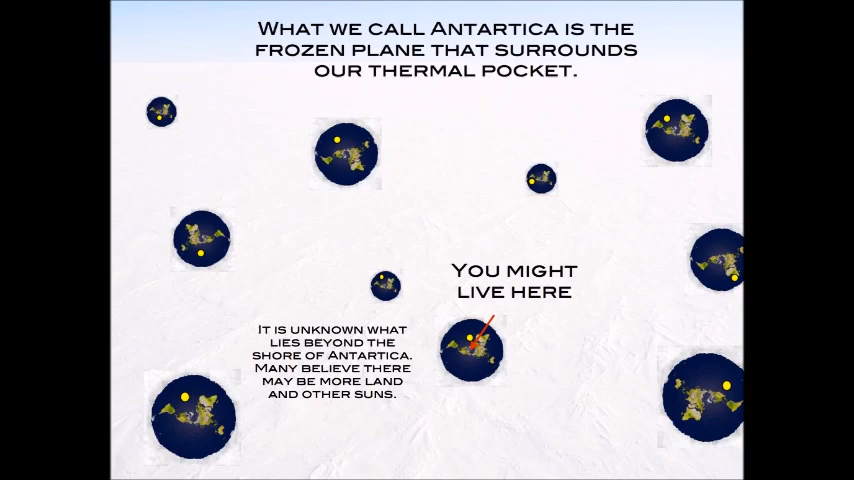 What we call Antartica is the
frozen plane that surrounds
our thermal pocket.
You might
live here
It is unknown what
lies beyond the
shore of Antartica.
Many believe there
may be more land
and other suns.